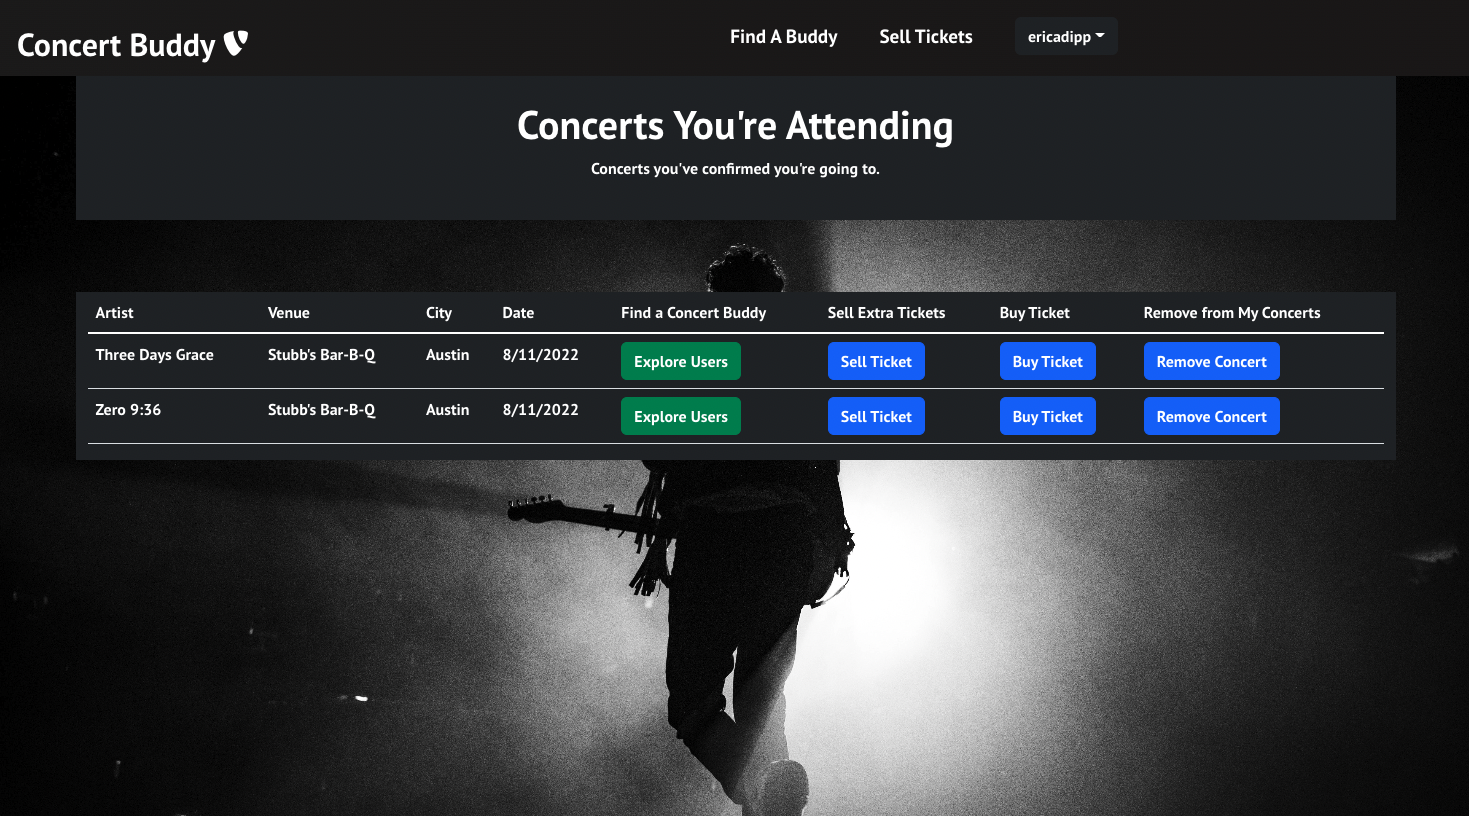 Concert Buddy
Find A Buddy Sell Tickets ericadipp
Concerts You're Attending
Concerts you've confirmed you're going to.
Artist Venue City Date Find a Concert Buddy Sell Extra Tickets Buy Ticket Remove from My Concerts
Three Days Grace Stubb's Bar-B-Q Austin 8/11/2022 Explore Users Sell Ticket Buy Ticket Remove Concert
Zero 9:36 Stubb's Bar-B-Q Austin 8/11/2022 Explore Users Sell Ticket Buy Ticket Remove Concert